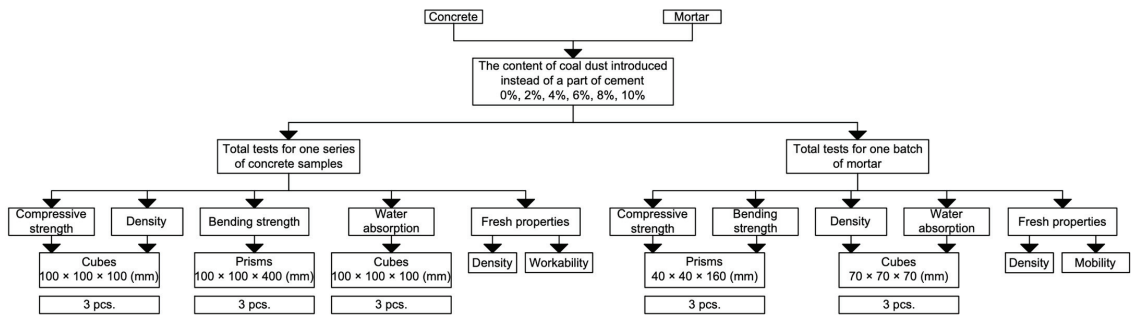 Concrete
Mortar
The content of coal dust introduced
instead of a part of cement
0%, 2%, 4%, 6%, 8%, 10%
Total tests for one series
of concrete samples
Total tests for one batch
of mortar
Compressive
strength
Density
Bending strength
Water
absorption
Fresh properties
Compressive
strength
Bending
strength
Density
Water
absorption
Fresh properties
Cubes
100 × 100 × 100 (mm)
Prisms
100 × 100 × 400 (mm)
Cubes
100 × 100 × 100 (mm)
Density
Workability
Prisms
40 × 40 × 160 (mm)
Cubes
70 × 70 × 70 (mm)
Density
Mobility
3 pcs.
3 pcs.
3 pcs.
3 pcs.
3 pcs.